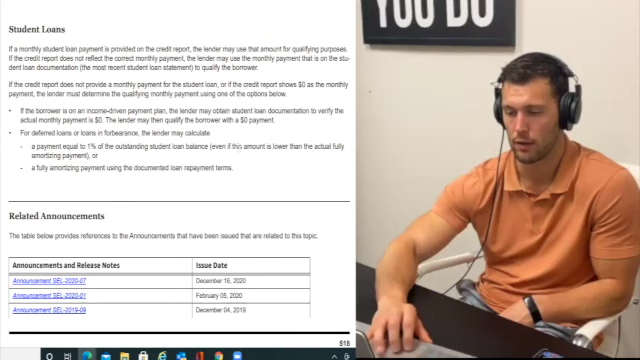 Student Loans
If a monthly student loan payment is provided on the credit report, the lender may use that amount for qualifying purposes.
If the credit report does not reflect the correct monthly payment, the lender may use the monthly payment that is on the stu-
dent loan documentation (the most recent student loan statement) to qualify the borrower.
If the credit report does not provide a monthly payment for the student loan, or if the credit report shows $0 as the monthly
payment, the lender must determine the qualifying monthly payment using one of the options below.
• If the borrower is on an income-driven payment plan, the lender may obtain student loan documentation to verify the
actual monthly payment is $0. The lender may then qualify the borrower with a $0 payment.
• For deferred loans or loans in forbearance, the lender may calculate
- a payment equal to 1% of the outstanding student loan balance (even if this amount is lower than the actual fully
amortizing payment), or
- a fully amortizing payment using the documented loan repayment terms.
Related Announcements
The table below provides references to the Announcements that have been issued that are related to this topic.
Announcements and Release Notes Issue Date
Announcement SEL-2020-07 December 16, 2020
Announcement SEL-2020-01 February 05, 2020
Announcement SEL-2019-09 December 04, 2019
518
YOU DO